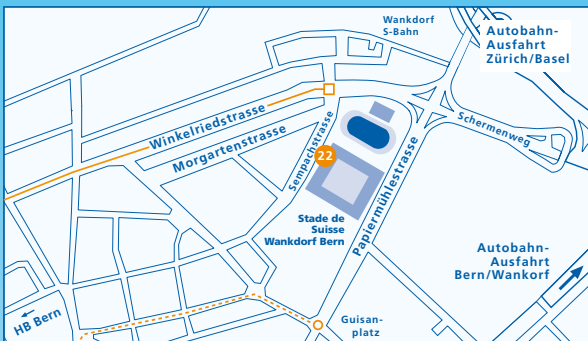 Wankdorf
S-Bahn
Autobahn-
Ausfahrt
Zürich/Basel
Winkelriedstrasse
Morgartenstrasse
Sempachstrasse
Schermenweg
22
Papiermühlestrasse
Stade de
Suisse
Wankdorf Bern
Autobahn-
Ausfahrt
Bern/Wankorf
HB Bern
Guisan-
platz